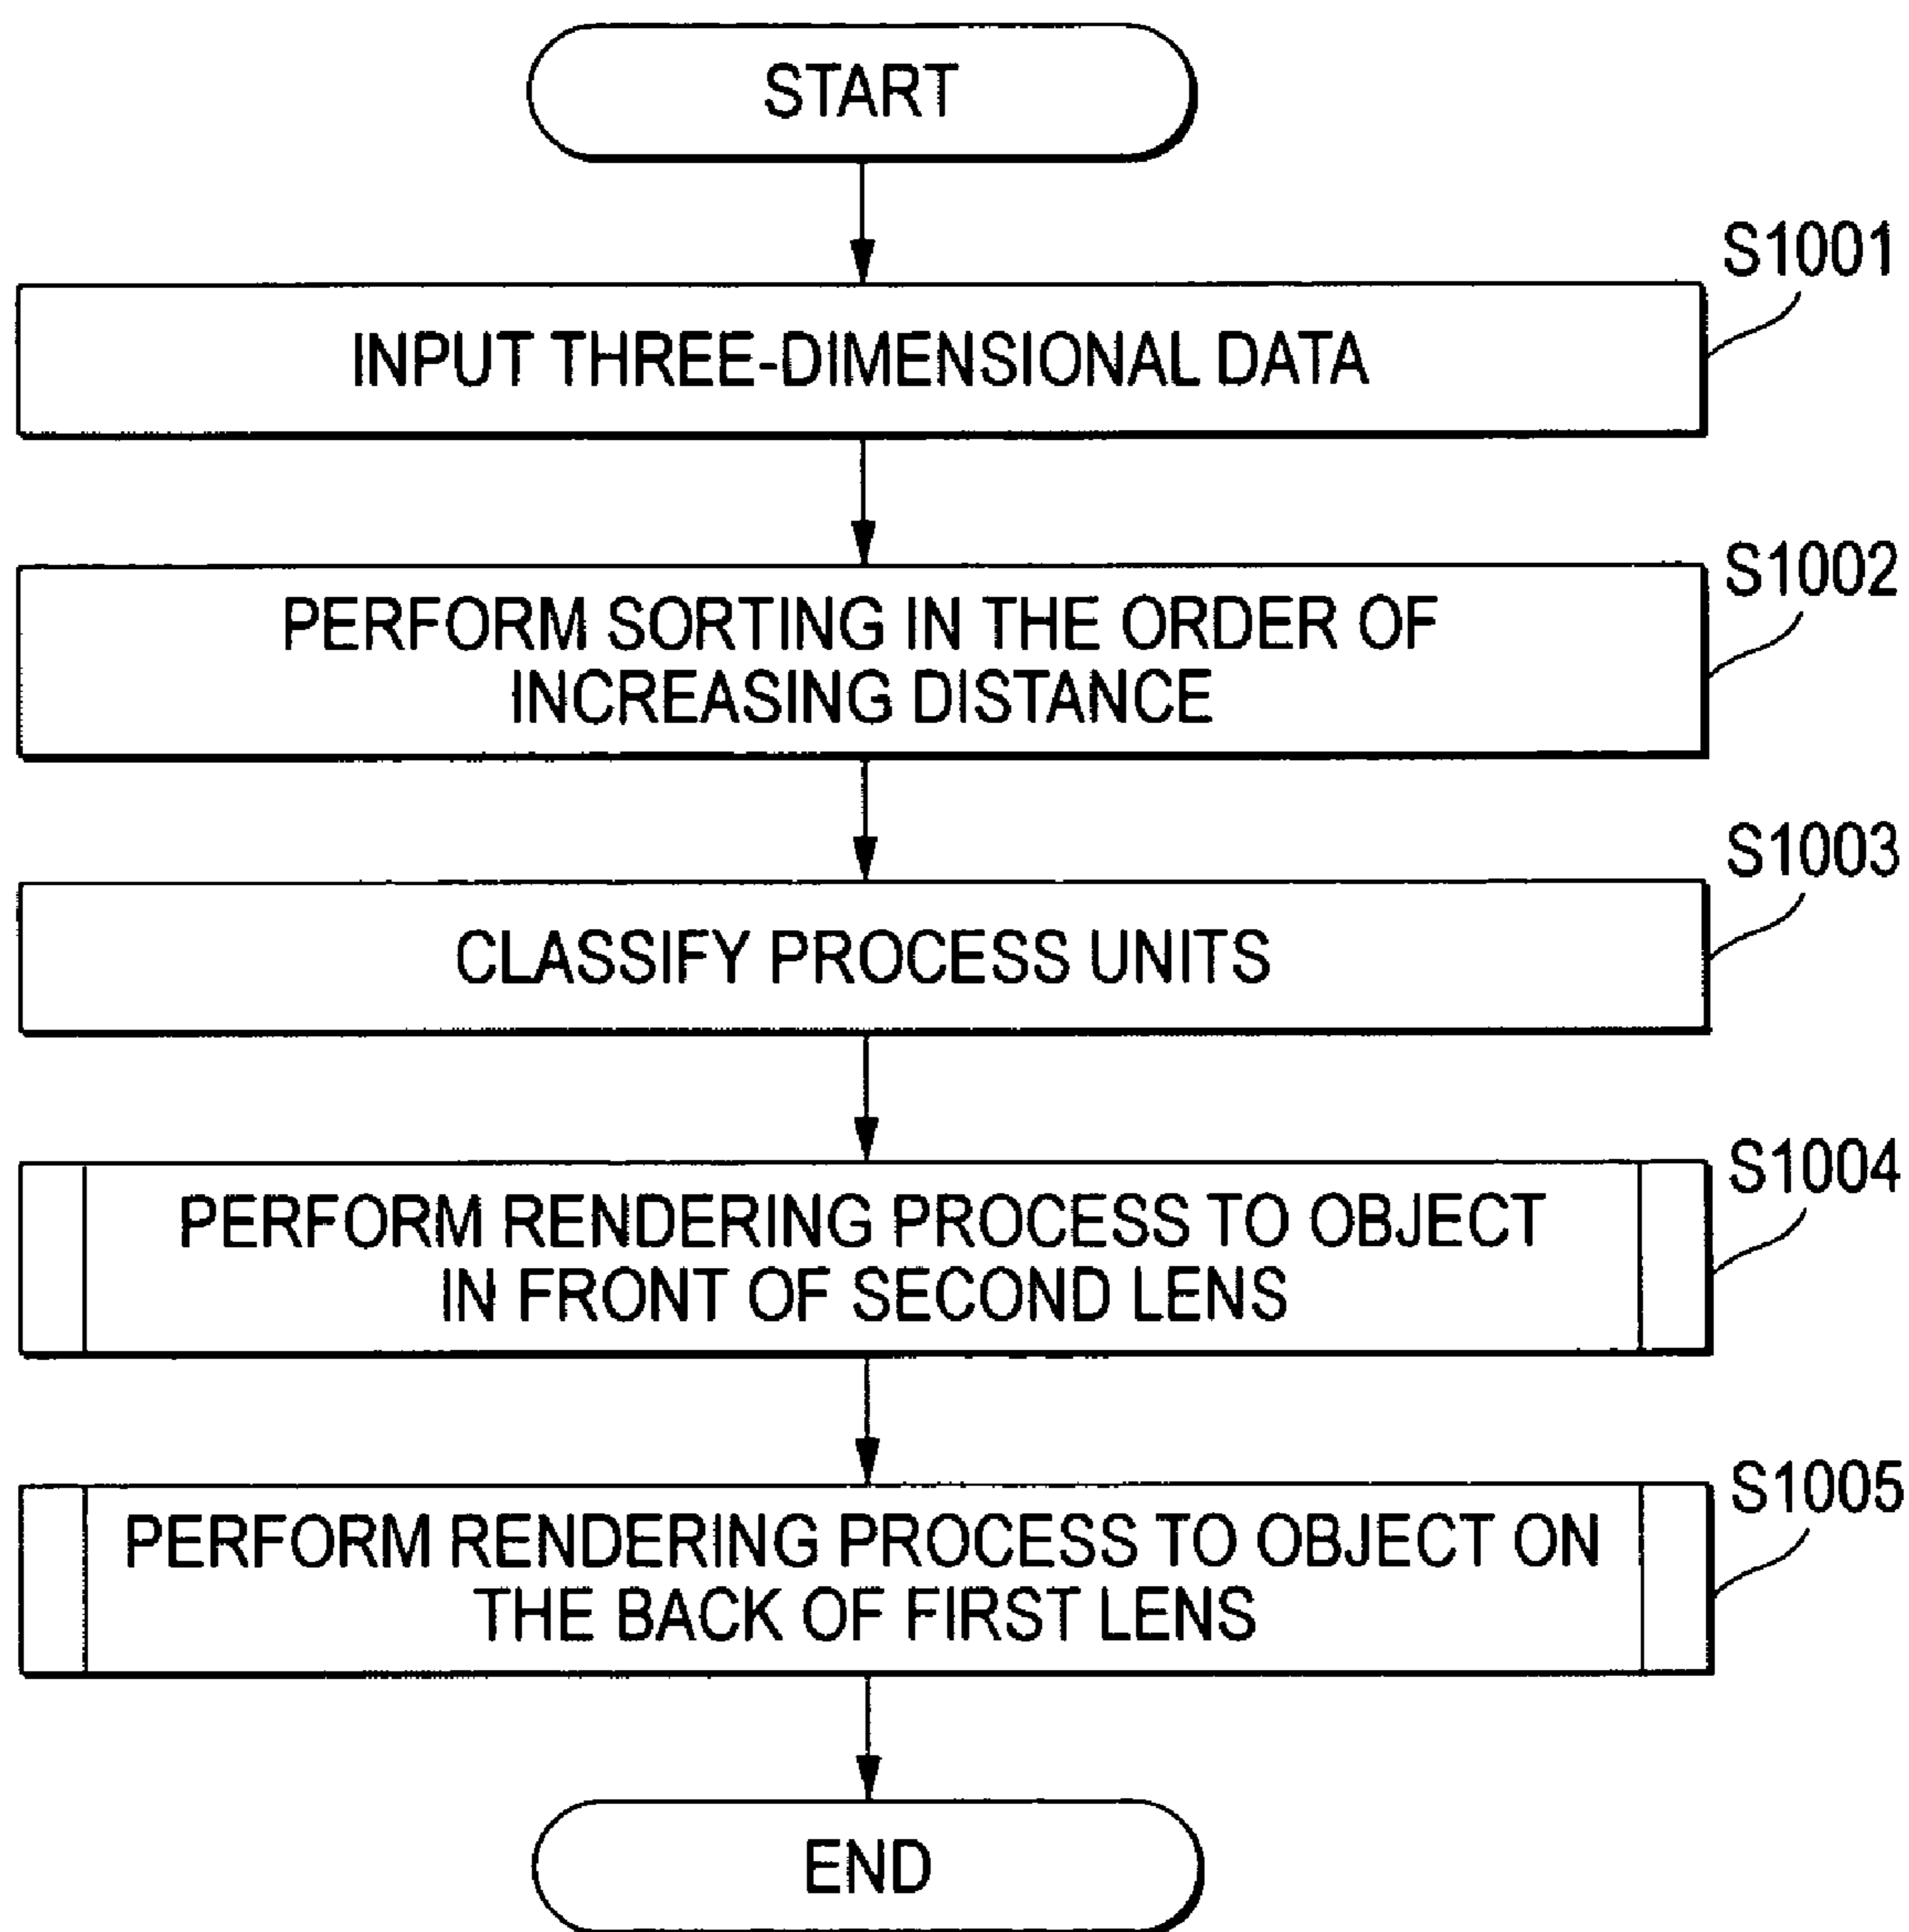 START
S1001
INPUT THREE-DIMENSIONAL DATA
S1002
PERFORM SORTING IN THE ORDER OF
INCREASING DISTANCE
S1003
CLASSIFY PROCESS UNITS
S1004
PERFORM RENDERING PROCESS TO OBJECT
IN FRONT OF SECOND LENS
S1005
PERFORM RENDERING PROCESS TO OBJECT ON
THE BACK OF FIRST LENS
END